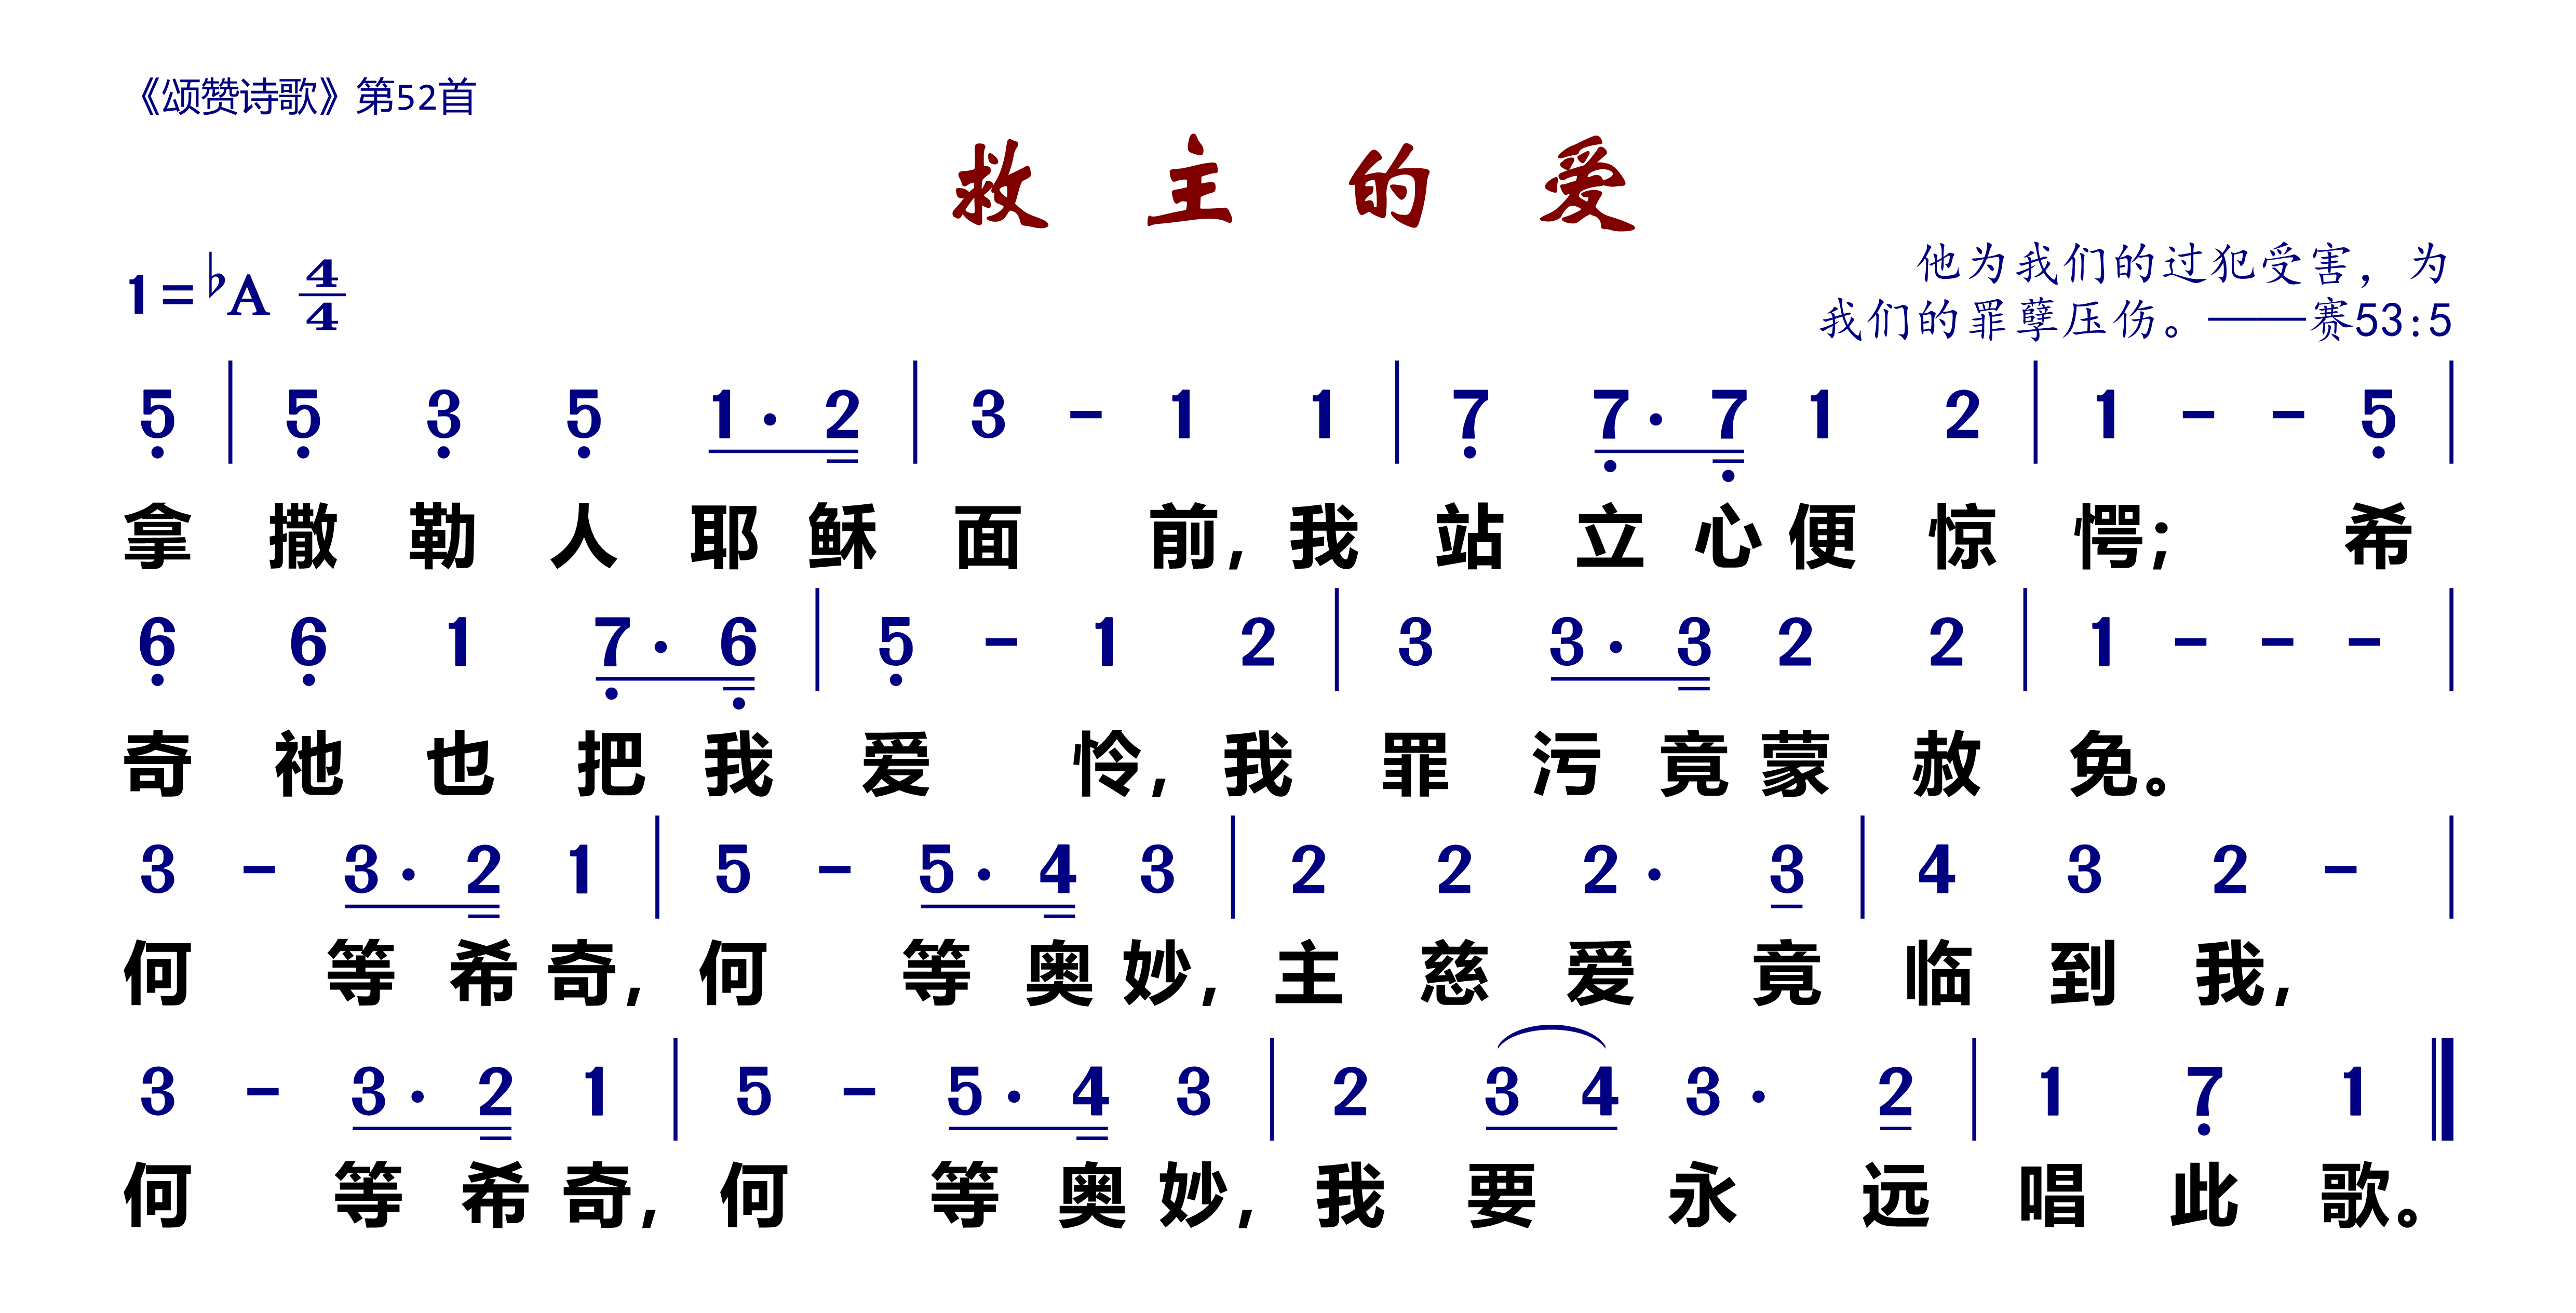 《颂赞诗歌》第52首
救主的爱
1=♭A 4/4
他为我们的过犯受害，为
我们的罪孽压伤。——赛53:5
5̣ | 5̣ 3̣ 5̣ 1· 2 | 3 - 1 1 | 7̣ 7̣· 7̣ 1 2 | 1 - - 5̣ |
拿撒勒人耶稣面前，我站立心便惊愕；希
6̣ 6̣ 1 7̣· 6̣ | 5̣ - 1 2 | 3 3· 3 2 2 | 1 - - - |
奇祂也把我爱怜，我罪污竟蒙赦免。
3 - 3· 2 1 | 5 - 5· 4 3 | 2 2 2· 3 | 4 3 2 - |
何等希奇，何等奥妙，主慈爱竟临到我，
3 - 3· 2 1 | 5 - 5· 4 3 | 2 3 4 3· 2 | 1 7̣ 1 ‖
何等希奇，何等奥妙，我要永远唱此歌。